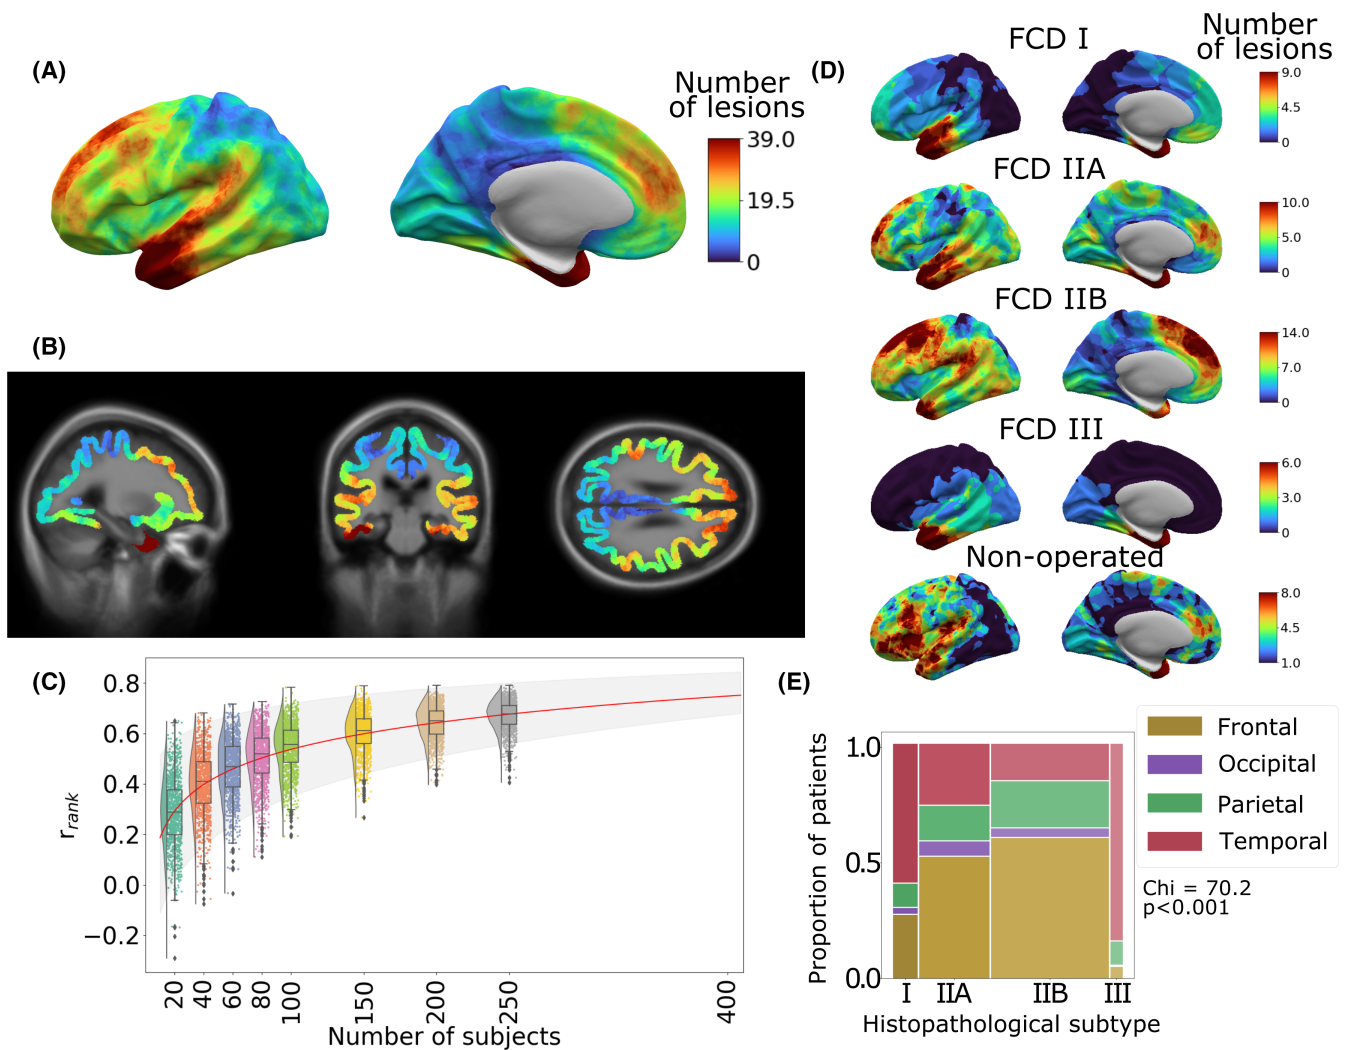 (A)
Number
of lesions
39.0
19.5
0
(B)
(C)
0.8
0.6
0.4
0.2
0.0
−0.2
r_rank
20
40
60
80
100
150
200
250
400
Number of subjects
(D)
FCD I
Number
of lesions
9.0
4.5
0
FCD IIA
10.0
5.0
0
FCD IIB
14.0
7.0
0
FCD III
6.0
3.0
0
Non-operated
8.0
4.5
1.0
(E)
Proportion of patients
1.0
0.5
0.0
I
IIA
IIB
III
Histopathological subtype
Frontal
Occipital
Parietal
Temporal
Chi = 70.2
p<0.001